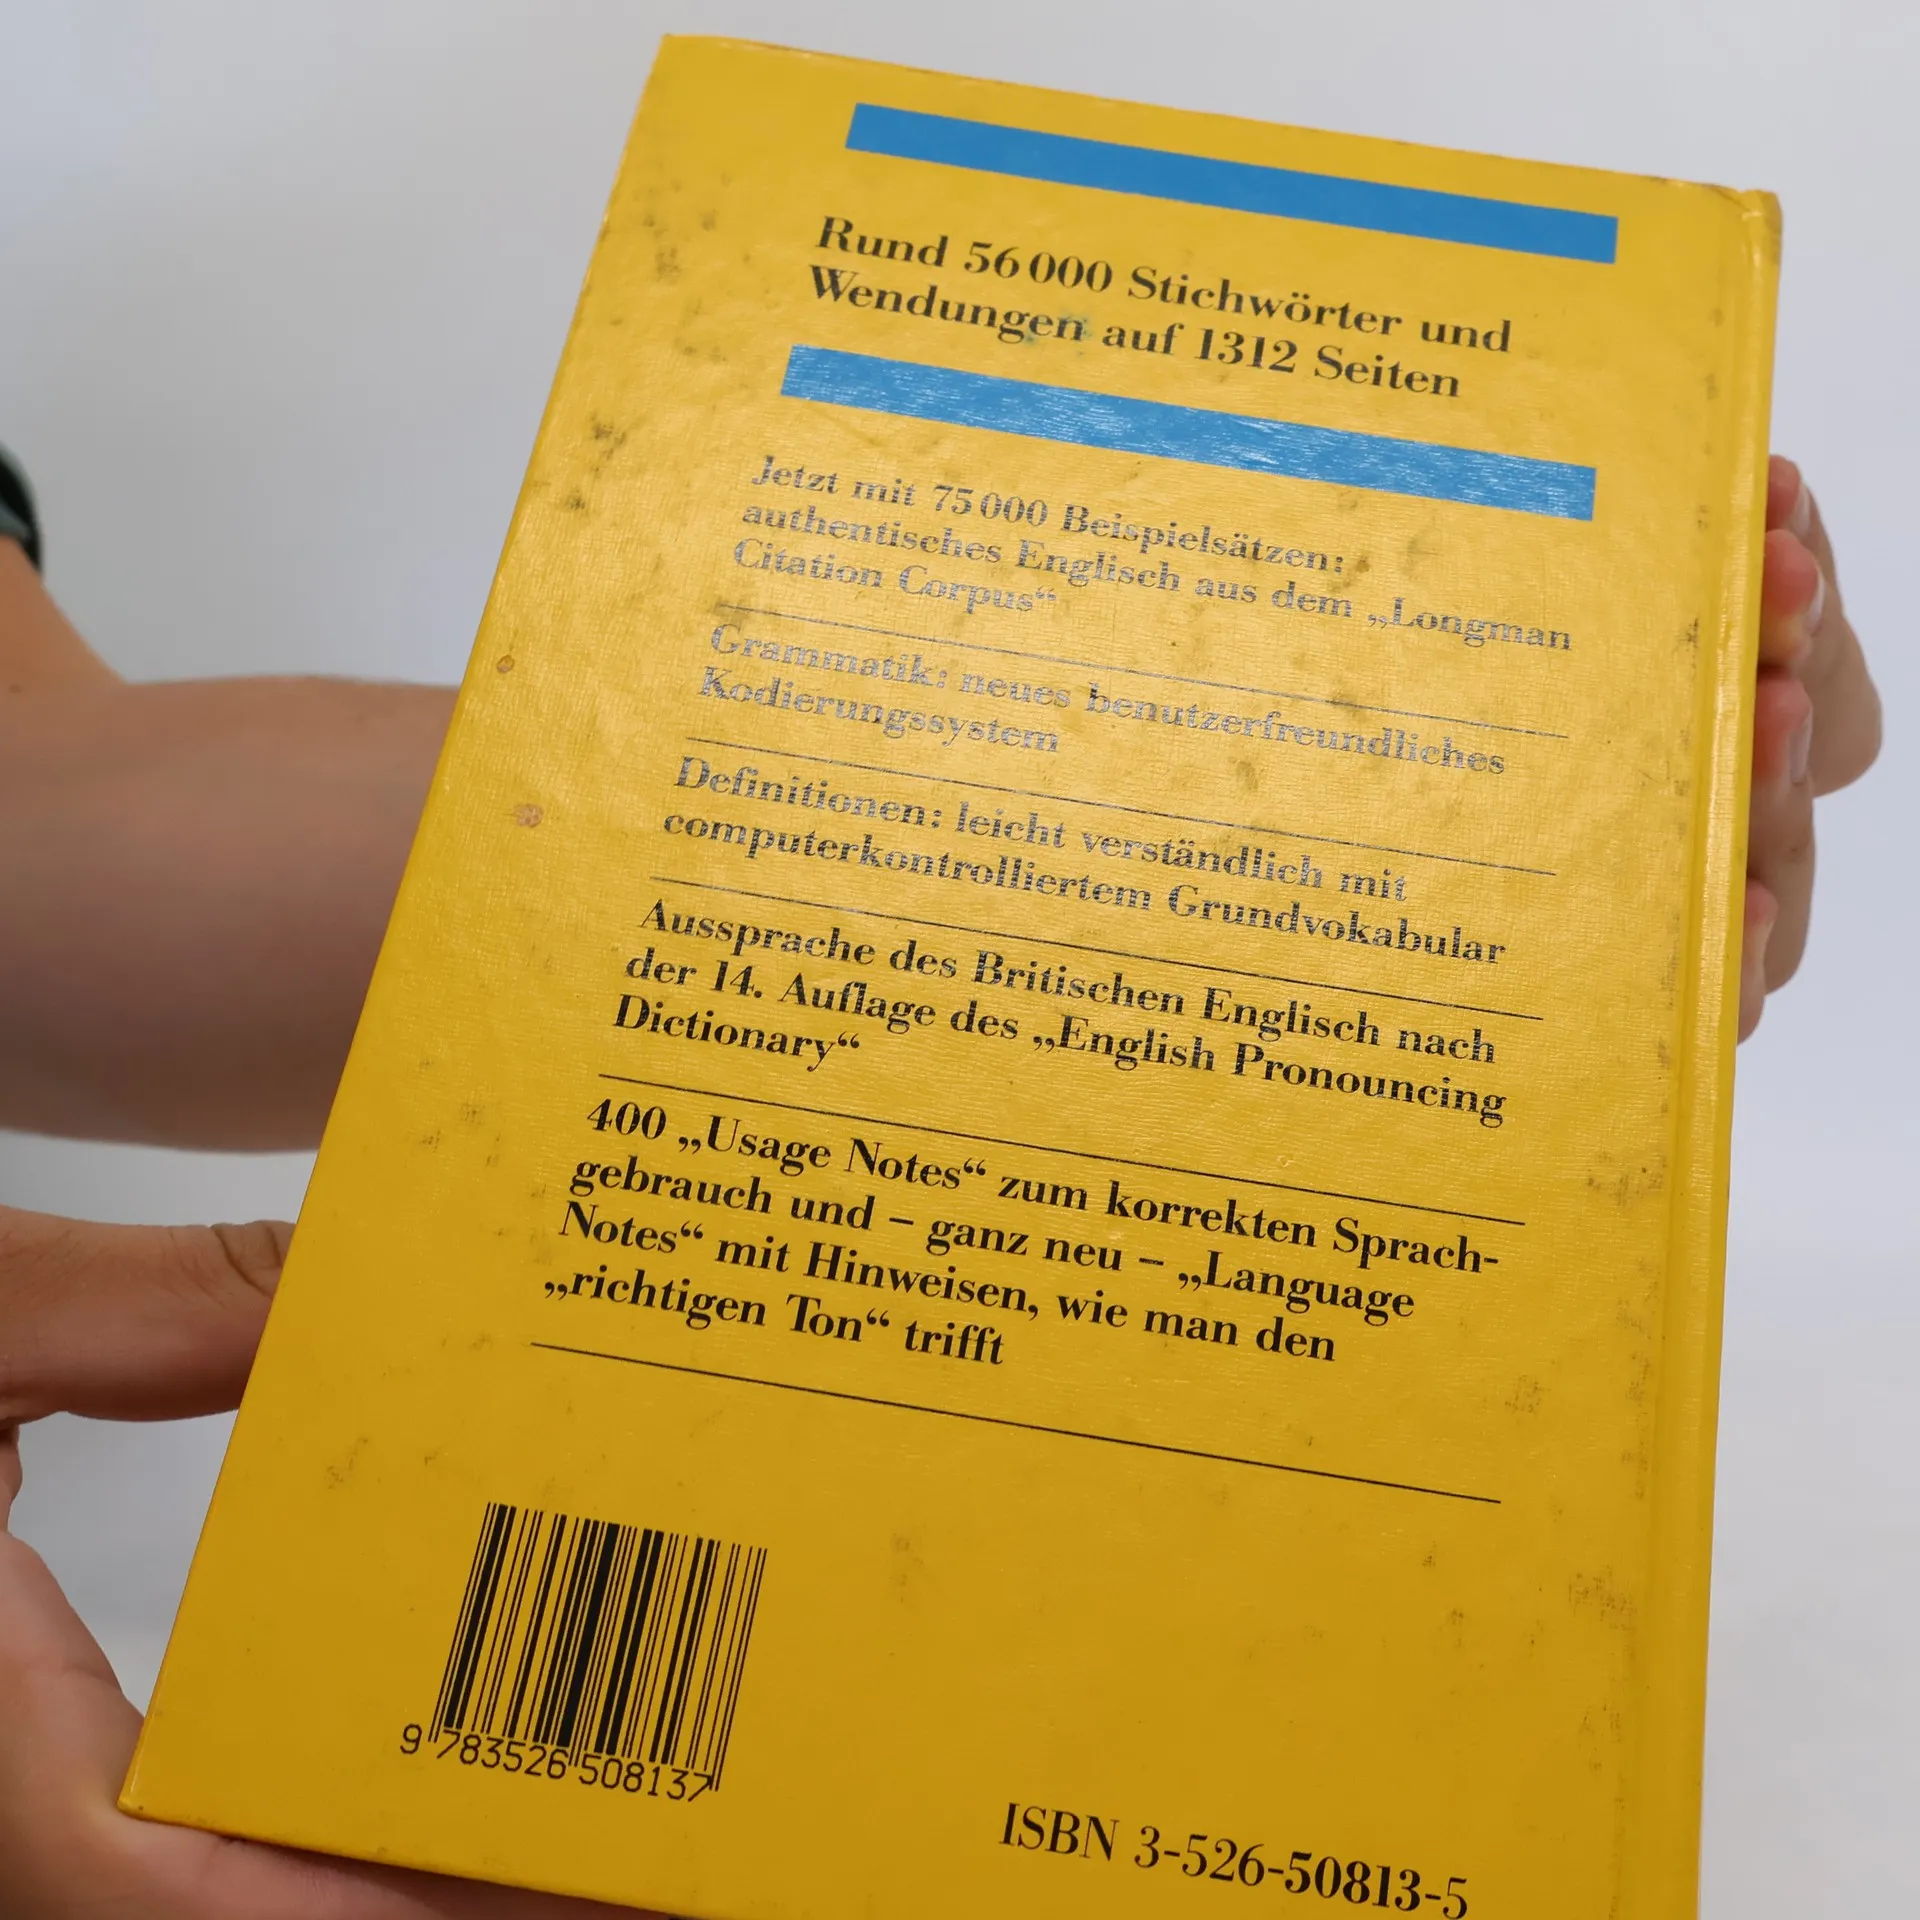 Rund 56 000 Stichwörter und
Wendungen auf 1312 Seiten
Jetzt mit 75 000 Beispielsätzen:
authentisches Englisch aus dem „Longman
Citation Corpus“
Grammatik: neues benutzerfreundliches
Kodierungssystem
Definitionen: leicht verständlich mit
computerkontrolliertem Grundvokabular
Aussprache des Britischen Englisch nach
der 14. Auflage des „English Pronouncing
Dictionary“
400 „Usage Notes“ zum korrekten Sprach-
gebrauch und – ganz neu – „Language
Notes“ mit Hinweisen, wie man den
„richtigen Ton“ trifft
9 783526 508137
ISBN 3-526-50813-5